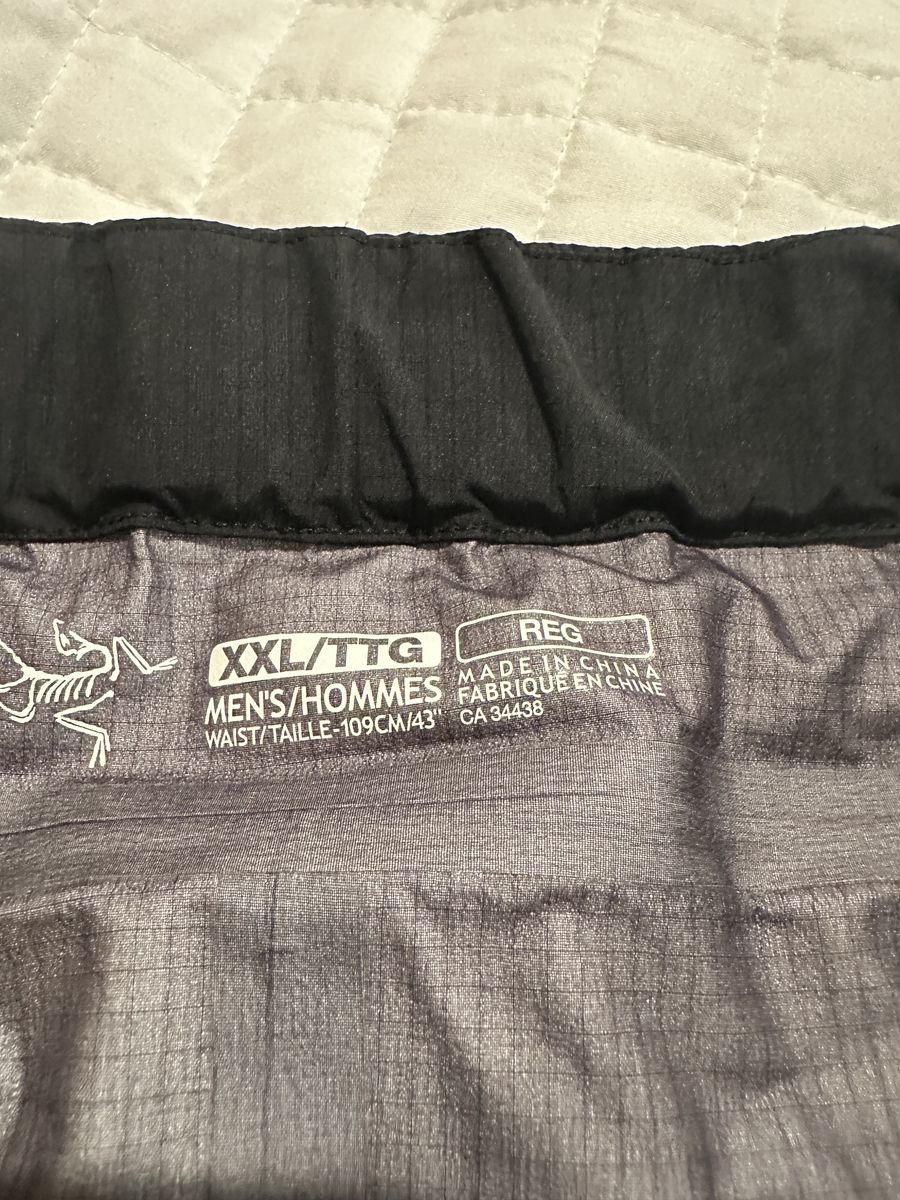 XXL/TTG
MEN'S/HOMMES
WAIST/TAILLE-109CM/43"
REG
MADE IN CHINA
FABRIQUÉ EN CHINE
CA 34438